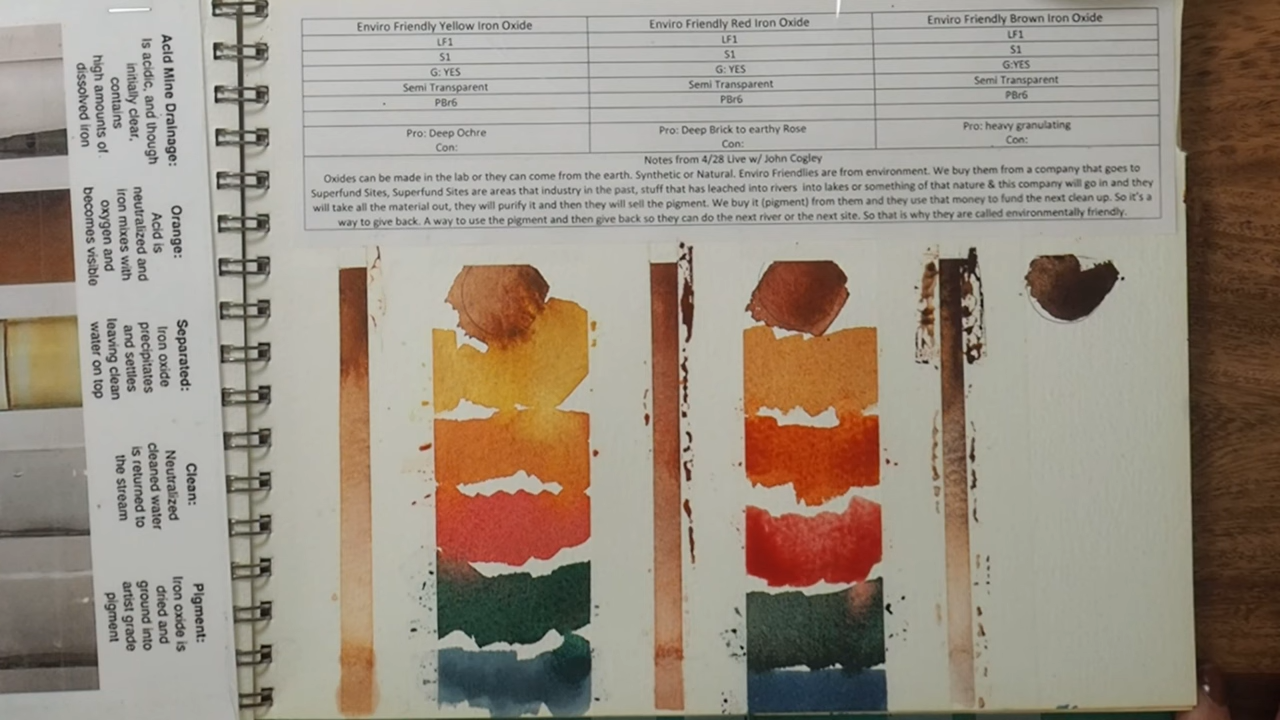 Acid Mine Drainage:
Is acidic, and though
initially clear,
contains
high amounts of
dissolved iron
Orange:
Acid is
neutralized and
iron mixes with
oxygen and
becomes visible
Separated:
Iron oxide
precipitates
and settles
leaving clean
water on top
Clean:
Neutralized
cleaned water
is returned to
the stream
Pigment:
Iron oxide is
dried and
ground into
artist grade
pigment
Enviro Friendly Yellow Iron Oxide
LF1
S1
G: YES
Semi Transparent
PBr6
Pro: Deep Ochre
Con:
Enviro Friendly Red Iron Oxide
LF1
S1
G: YES
Semi Transparent
PBr6
Pro: Deep Brick to earthy Rose
Con:
Enviro Friendly Brown Iron Oxide
LF1
S1
G:YES
Semi Transparent
PBr6
Pro: heavy granulating
Con:
Notes from 4/28 Live w/ John Cogley
Oxides can be made in the lab or they can come from the earth. Synthetic or Natural. Enviro Friendlies are from environment. We buy them from a company that goes to
Superfund Sites, Superfund Sites are areas that industry in the past, stuff that has leached into rivers into lakes or something of that nature & this company will go in and they
will take all the material out, they will purify it and then they will sell the pigment. We buy it (pigment) from them and they use that money to fund the next clean up. So it's a
way to give back. A way to use the pigment and then give back so they can do the next river or the next site. So that is why they are called environmentally friendly.